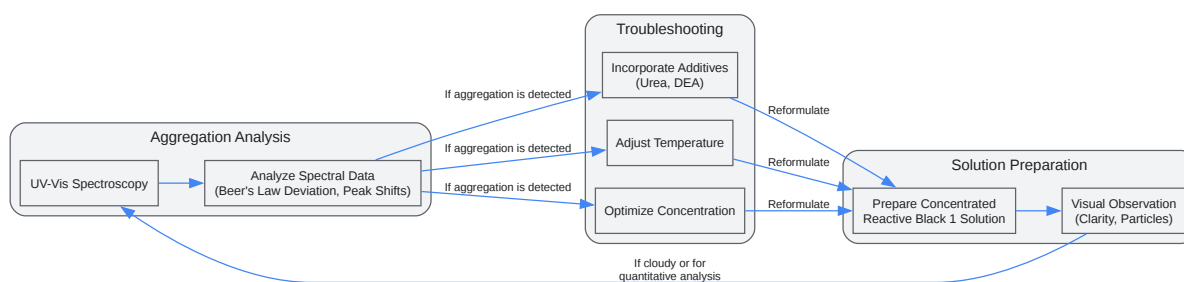 Aggregation Analysis
UV-Vis Spectroscopy
Analyze Spectral Data
(Beer's Law Deviation, Peak Shifts)
If aggregation is detected
If aggregation is detected
If aggregation is detected
Troubleshooting
Incorporate Additives
(Urea, DEA)
Adjust Temperature
Optimize Concentration
Reformulate
Reformulate
Reformulate
Solution Preparation
Prepare Concentrated
Reactive Black 1 Solution
Visual Observation
(Clarity, Particles)
If cloudy or for
quantitative analysis